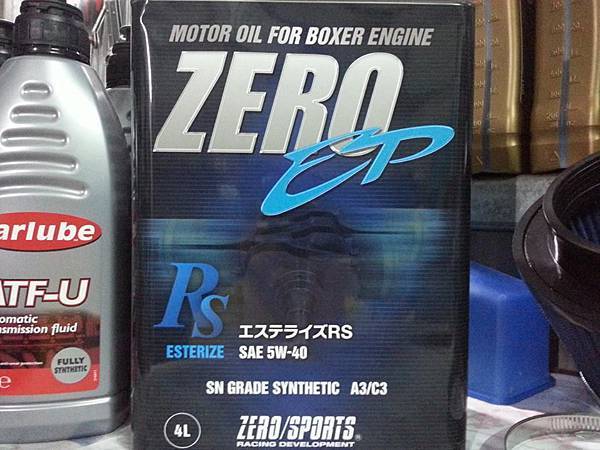 MOTOR OIL FOR BOXER ENGINE
ZERO
EP
RS
ESTERIZE
エステライズRS
SAE 5W-40
SN GRADE SYNTHETIC A3/C3
4L
ZERO/SPORTS
RACING DEVELOPMENT
arlube
ATF-U
omatic
nsmission fluid
FULLY
SYNTHETIC